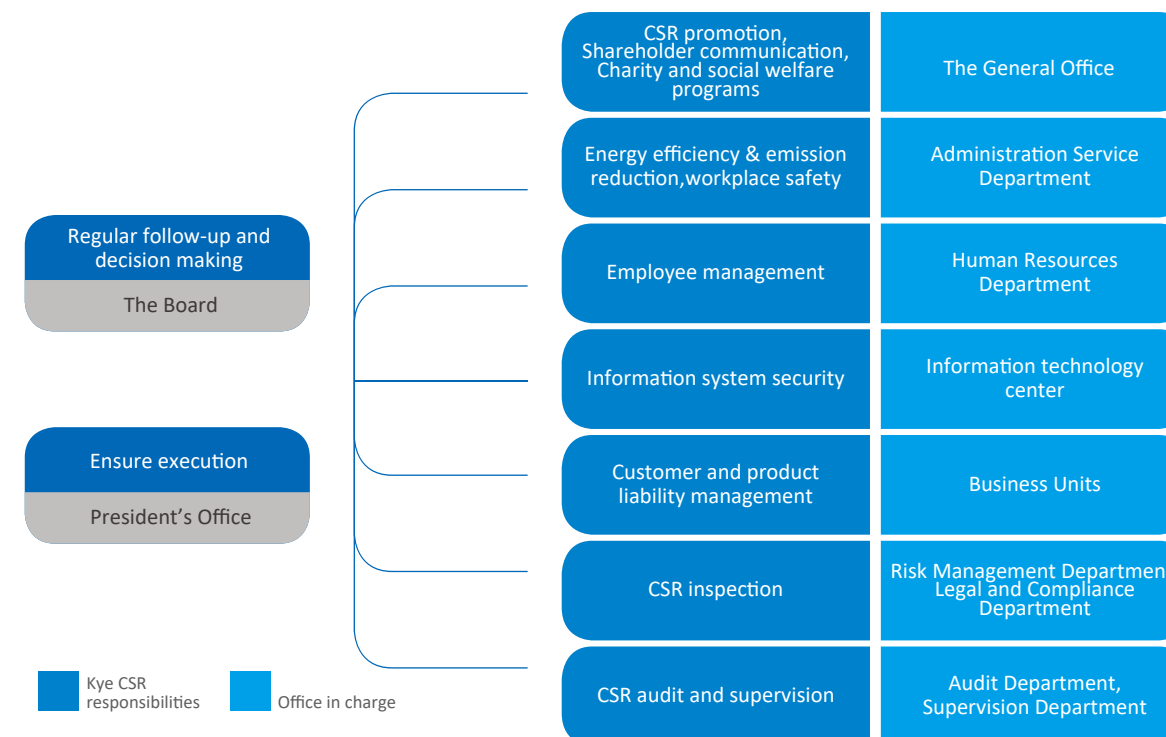 Regular follow-up and
decision making
The Board
Ensure execution
President's Office
CSR promotion,
Shareholder communication,
Charity and social welfare
programs
The General Office
Energy efficiency & emission
reduction,workplace safety
Administration Service
Department
Employee management
Human Resources
Department
Information system security
Information technology
center
Customer and product
liability management
Business Units
CSR inspection
Risk Management Departmen
Legal and Compliance
Department
CSR audit and supervision
Audit Department,
Supervision Department
Kye CSR
responsibilities
Office in charge